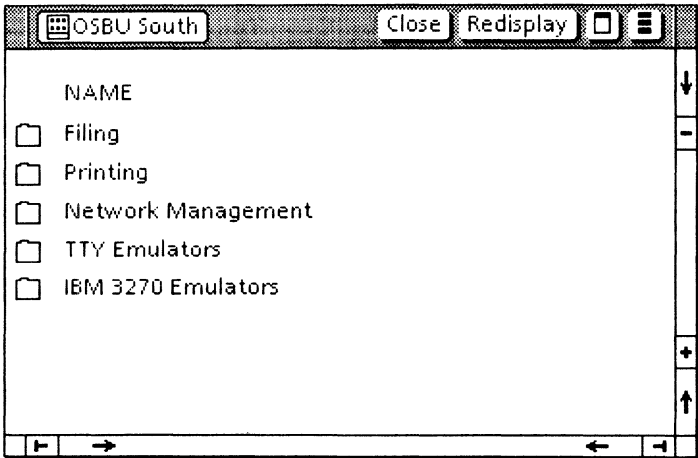 OSBU South Close Redisplay
NAME
Filing
Printing
Network Management
TTY Emulators
IBM 3270 Emulators